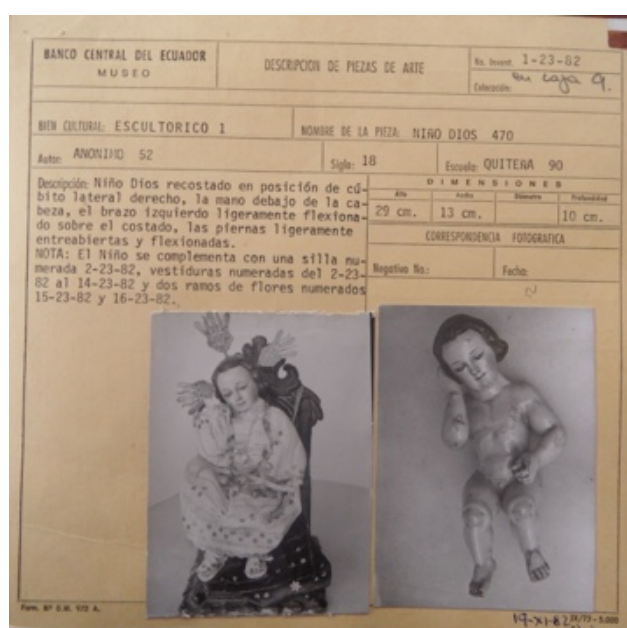 BANCO CENTRAL DEL ECUADOR
MUSEO
DESCRIPCION DE PIEZAS DE ARTE
No. Invent. 1-23-82
Colocación: en caja 9.
BIEN CULTURAL: ESCULTORICO 1
NOMBRE DE LA PIEZA: NIÑO DIOS 470
Autor: ANONIMO 52
Siglo: 18
Escuela: QUITEÑA 90
Descripción: Niño Dios recostado en posición de cú-
bito lateral derecho, la mano debajo de la ca-
beza, el brazo izquierdo ligeramente flexiona-
do sobre el costado, las piernas ligeramente
entreabiertas y flexionadas.
NOTA: El Niño se complementa con una silla nu-
merada 2-23-82, vestiduras numeradas del 2-23-
82 al 14-23-82 y dos ramos de flores numerados
15-23-82 y 16-23-82.
DIMENSIONES
Alto Ancho Diámetro Profundidad
29 cm. 13 cm. 10 cm.
CORRESPONDENCIA FOTOGRAFICA
Negativo No.:
Fecha:
Form. Nº
19-XI-82